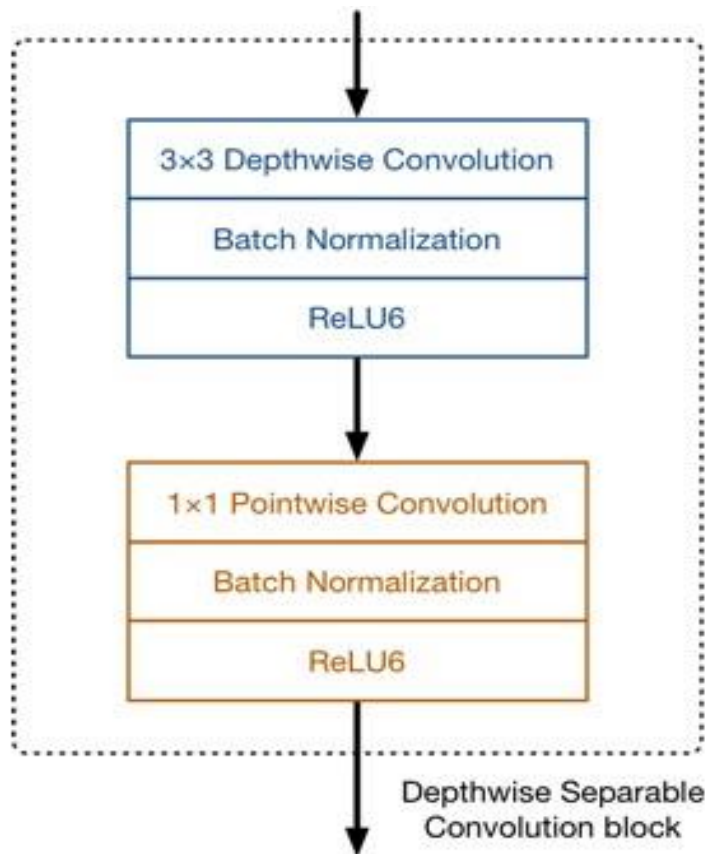 3×3 Depthwise Convolution
Batch Normalization
ReLU6
1×1 Pointwise Convolution
Batch Normalization
ReLU6
Depthwise Separable
Convolution block